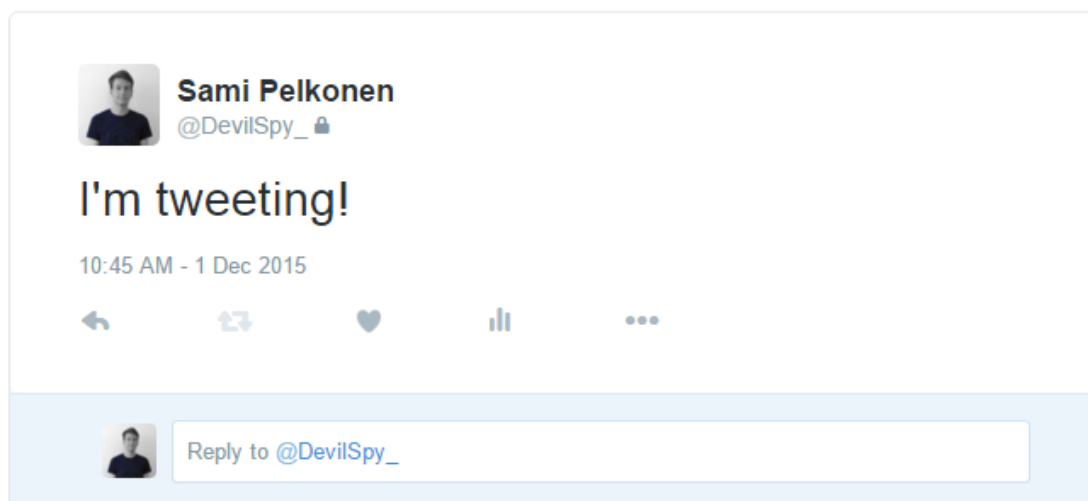 Sami Pelkonen
@DevilSpy_
I'm tweeting!
10:45 AM - 1 Dec 2015
Reply to @DevilSpy_